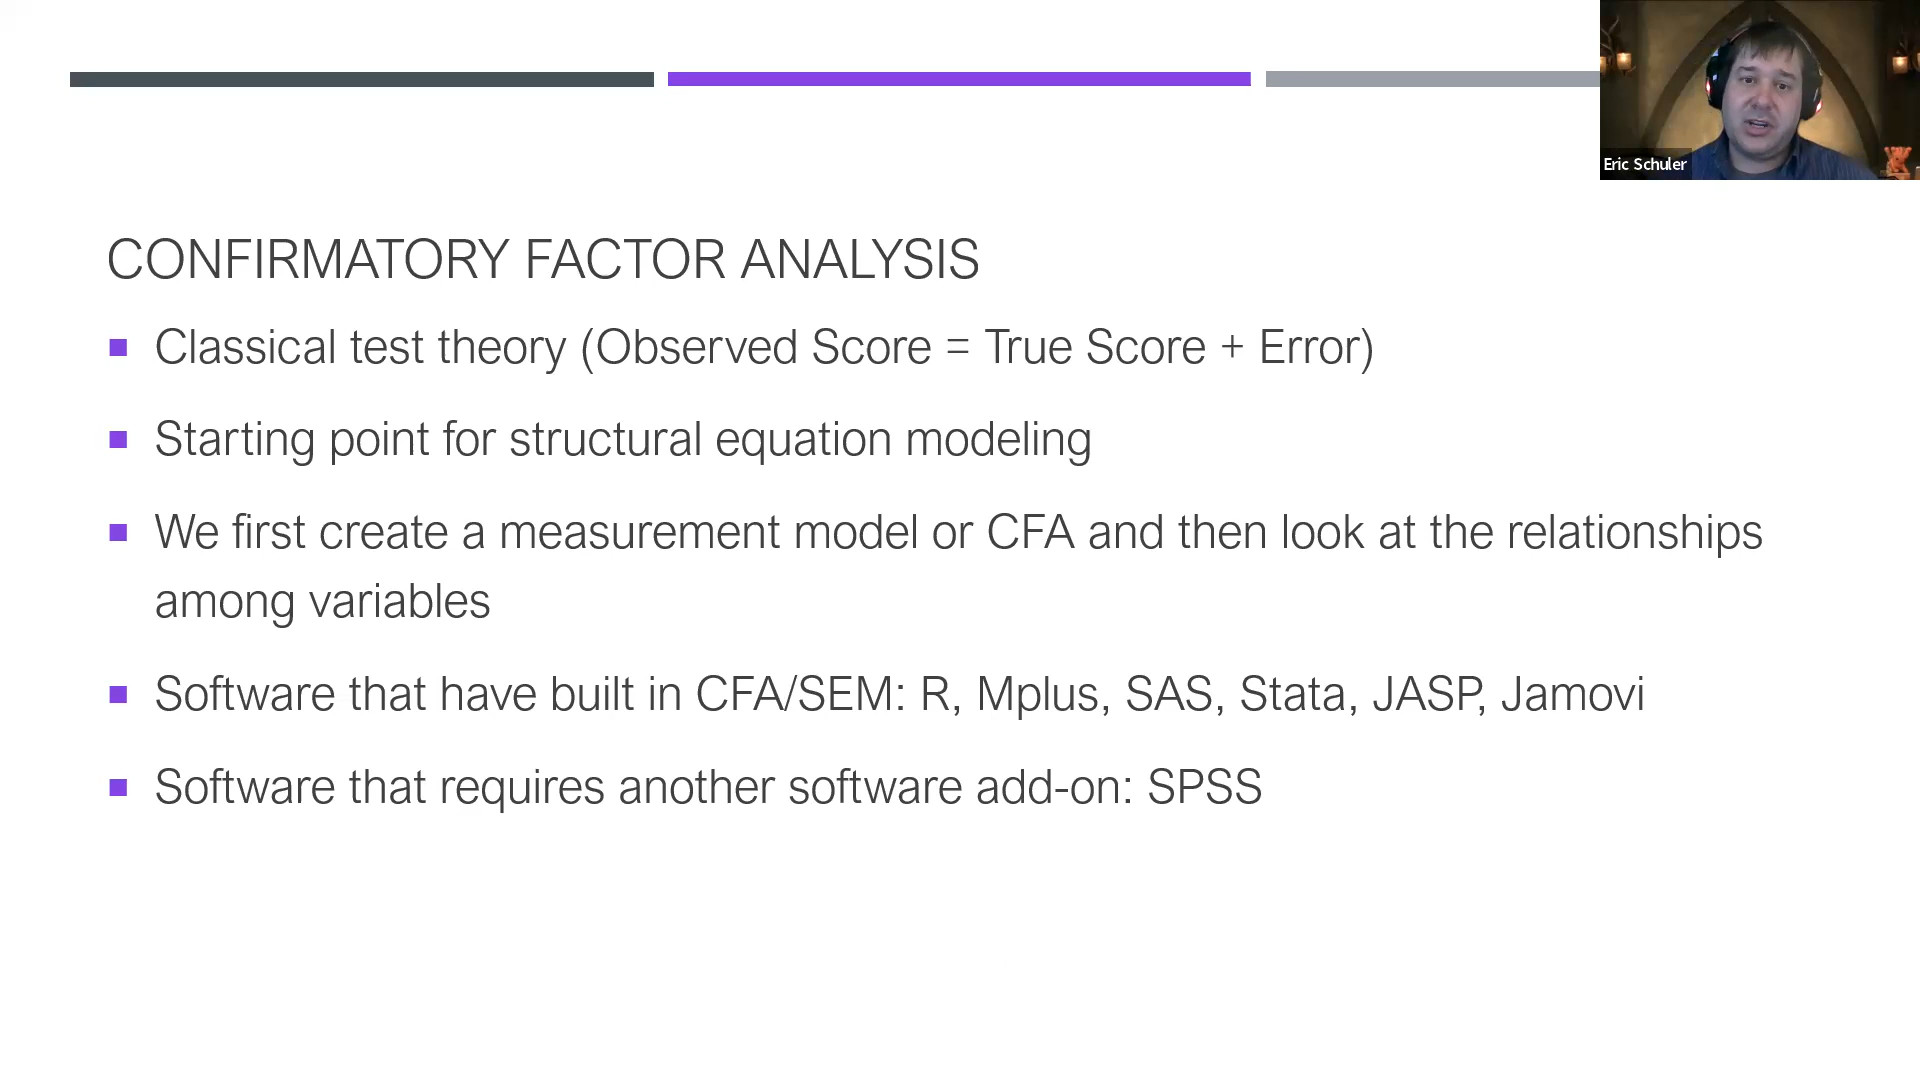 Eric Schuler
CONFIRMATORY FACTOR ANALYSIS
Classical test theory (Observed Score = True Score + Error)
Starting point for structural equation modeling
We first create a measurement model or CFA and then look at the relationships
among variables
Software that have built in CFA/SEM: R, Mplus, SAS, Stata, JASP, Jamovi
Software that requires another software add-on: SPSS